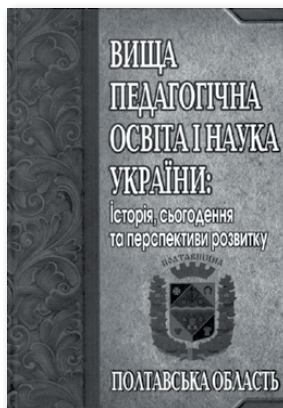 ВИЩА
ПЕДАГОГІЧНА
ОСВІТА І НАУКА
УКРАЇНИ:
Історія, сьогодення
та перспективи розвитку
ПОЛТАВЩИНА
ПОЛТАВСЬКА ОБЛАСТЬ